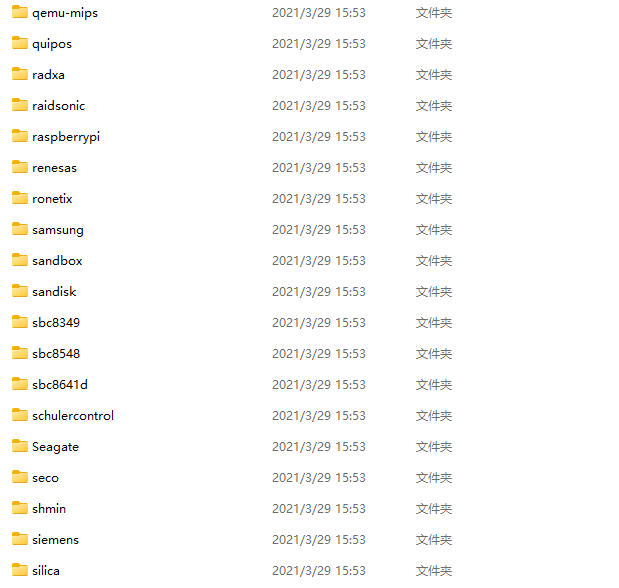 qemu-mips 2021/3/29 15:53 文件夹
quipos 2021/3/29 15:53 文件夹
radxa 2021/3/29 15:53 文件夹
raidsonic 2021/3/29 15:53 文件夹
raspberrypi 2021/3/29 15:53 文件夹
renesas 2021/3/29 15:53 文件夹
ronetix 2021/3/29 15:53 文件夹
samsung 2021/3/29 15:53 文件夹
sandbox 2021/3/29 15:53 文件夹
sandisk 2021/3/29 15:53 文件夹
sbc8349 2021/3/29 15:53 文件夹
sbc8548 2021/3/29 15:53 文件夹
sbc8641d 2021/3/29 15:53 文件夹
schulercontrol 2021/3/29 15:53 文件夹
Seagate 2021/3/29 15:53 文件夹
seco 2021/3/29 15:53 文件夹
shmin 2021/3/29 15:53 文件夹
siemens 2021/3/29 15:53 文件夹
silica 2021/3/29 15:53 文件夹